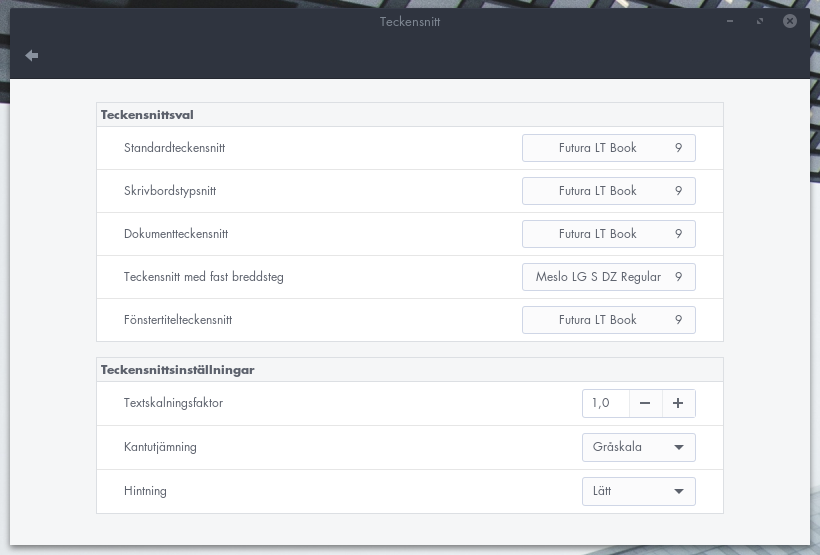 Teckensnitt
Teckensnittsval
Standardteckensnitt Futura LT Book 9
Skrivbordstypsnitt Futura LT Book 9
Dokumentteckensnitt Futura LT Book 9
Teckensnitt med fast breddsteg Meslo LG S DZ Regular 9
Fönstertitelteckensnitt Futura LT Book 9
Teckensnittsinställningar
Textskalningsfaktor 1,0
Kantutjämning Gråskala
Hintning Lätt